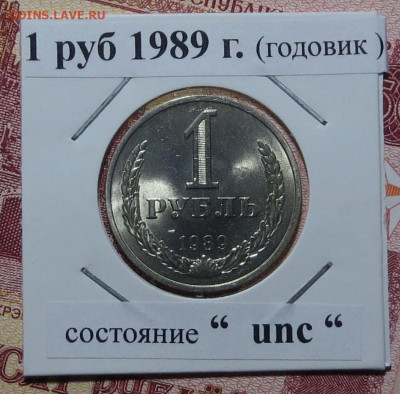 COINS.LAVE.RU
1 руб 1989 г. (годовик)
1
РУБЛЬ
1989
состояние “ unc “